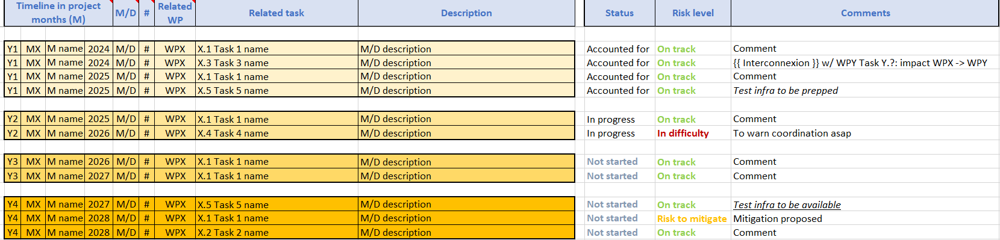 Timeline in project months (M) M/D # Related WP Related task Description Status Risk level Comments
Y1 MX M name 2024 M/D # WPX X.1 Task 1 name M/D description Accounted for On track Comment
Y1 MX M name 2024 M/D # WPX X.3 Task 3 name M/D description Accounted for On track {{ Interconnexion }} w/ WPY Task Y.?: impact WPX -> WPY
Y1 MX M name 2025 M/D # WPX X.1 Task 1 name M/D description Accounted for On track Comment
Y1 MX M name 2025 M/D # WPX X.5 Task 5 name M/D description Accounted for On track Test infra to be prepped
Y2 MX M name 2025 M/D # WPX X.1 Task 1 name M/D description In progress On track Comment
Y2 MX M name 2026 M/D # WPX X.4 Task 4 name M/D description In progress In difficulty To warn coordination asap
Y3 MX M name 2026 M/D # WPX X.1 Task 1 name M/D description Not started On track Comment
Y3 MX M name 2027 M/D # WPX X.1 Task 1 name M/D description Not started On track Comment
Y4 MX M name 2027 M/D # WPX X.5 Task 5 name M/D description Not started On track Test infra to be available
Y4 MX M name 2028 M/D # WPX X.1 Task 1 name M/D description Not started Risk to mitigate Mitigation proposed
Y4 MX M name 2028 M/D # WPX X.2 Task 2 name M/D description Not started On track Comment